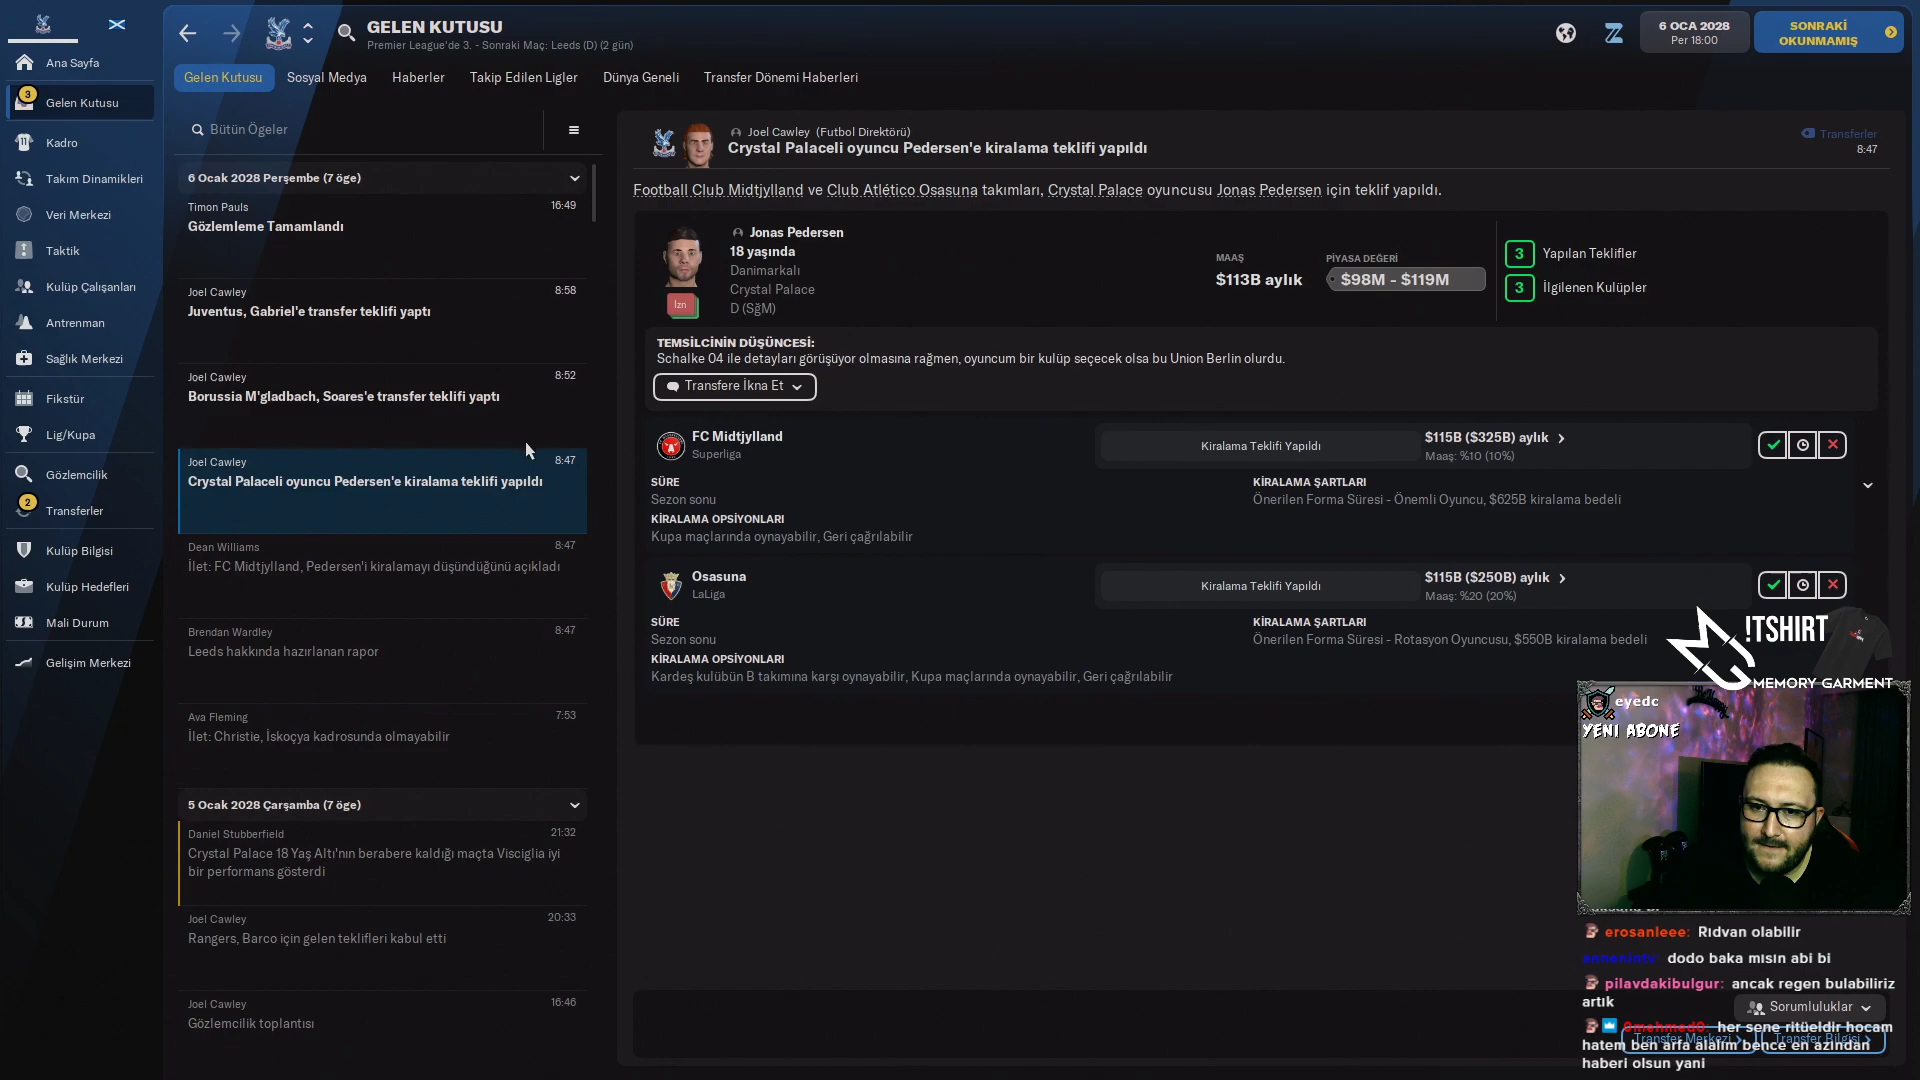 GELEN KUTUSU
Premier League'de 3. - Sonraki Maç: Leeds (D) (2 gün)
6 OCA 2028
Per 18:00
SONRAKİ
OKUNMAMIŞ
Ana Sayfa
3
Gelen Kutusu
Kadro
Takım Dinamikleri
Veri Merkezi
Taktik
Kulüp Çalışanları
Antrenman
Sağlık Merkezi
Fikstür
Lig/Kupa
Gözlemcilik
2
Transferler
Kulüp Bilgisi
Kulüp Hedefleri
Mali Durum
Gelişim Merkezi
Gelen Kutusu
Sosyal Medya
Haberler
Takip Edilen Ligler
Dünya Geneli
Transfer Dönemi Haberleri
Bütün Ögeler
6 Ocak 2028 Perşembe (7 öge)
Timon Pauls 16:49
Gözlemleme Tamamlandı
Joel Cawley 8:58
Juventus, Gabriel'e transfer teklifi yaptı
Joel Cawley 8:52
Borussia M'gladbach, Soares'e transfer teklifi yaptı
Joel Cawley 8:47
Crystal Palaceli oyuncu Pedersen'e kiralama teklifi yapıldı
Dean Williams 8:47
İlet: FC Midtjylland, Pedersen'i kiralamayı düşündüğünü açıkladı
Brendan Wardley 8:47
Leeds hakkında hazırlanan rapor
Ava Fleming 7:53
İlet: Christie, İskoçya kadrosunda olmayabilir
5 Ocak 2028 Çarşamba (7 öge)
Daniel Stubberfield 21:32
Crystal Palace 18 Yaş Altı'nın berabere kaldığı maçta Visciglia iyi
bir performans gösterdi
Joel Cawley 20:33
Rangers, Barco için gelen teklifleri kabul etti
Joel Cawley 16:46
Gözlemcilik toplantısı
Joel Cawley (Futbol Direktörü)
Crystal Palaceli oyuncu Pedersen'e kiralama teklifi yapıldı
Transferler
8:47
Football Club Midtjylland ve Club Atlético Osasuna takımları, Crystal Palace oyuncusu Jonas Pedersen için teklif yapıldı.
Jonas Pedersen
18 yaşında
Danimarkalı
Crystal Palace
D (SğM)
İzn
MAAŞ
$113B aylık
PİYASA DEĞERİ
$98M - $119M
3 Yapılan Teklifler
3 İlgilenen Kulüpler
TEMSİLCİNİN DÜŞÜNCESİ:
Schalke 04 ile detayları görüşüyor olmasına rağmen, oyuncum bir kulüp seçecek olsa bu Union Berlin olurdu.
Transfere İkna Et
FC Midtjylland
Superliga
Kiralama Teklifi Yapıldı
$115B ($325B) aylık
Maaş: %10 (10%)
SÜRE
Sezon sonu
KİRALAMA ŞARTLARI
Önerilen Forma Süresi - Önemli Oyuncu, $625B kiralama bedeli
KİRALAMA OPSİYONLARI
Kupa maçlarında oynayabilir, Geri çağrılabilir
Osasuna
LaLiga
Kiralama Teklifi Yapıldı
$115B ($250B) aylık
Maaş: %20 (20%)
SÜRE
Sezon sonu
KİRALAMA ŞARTLARI
Önerilen Forma Süresi - Rotasyon Oyuncusu, $550B kiralama bedeli
KİRALAMA OPSİYONLARI
Kardeş kulübün B takımına karşı oynayabilir, Kupa maçlarında oynayabilir, Geri çağrılabilir
!TSHIRT
MEMORY GARMENT
eyedc
YENI ABONE
erosanleee: Rıdvan olabilir
dodo baka mısın abi bi
pilavdakibulgur: ancak regen bulabiliriz
artık
Sorumluluklar
0mehmed0: her sene ritüeldir hocam
hatem ben arfa alalım bence en azından
haberi olsun yani
Transfer Merkezi
Transfer Bilgisi